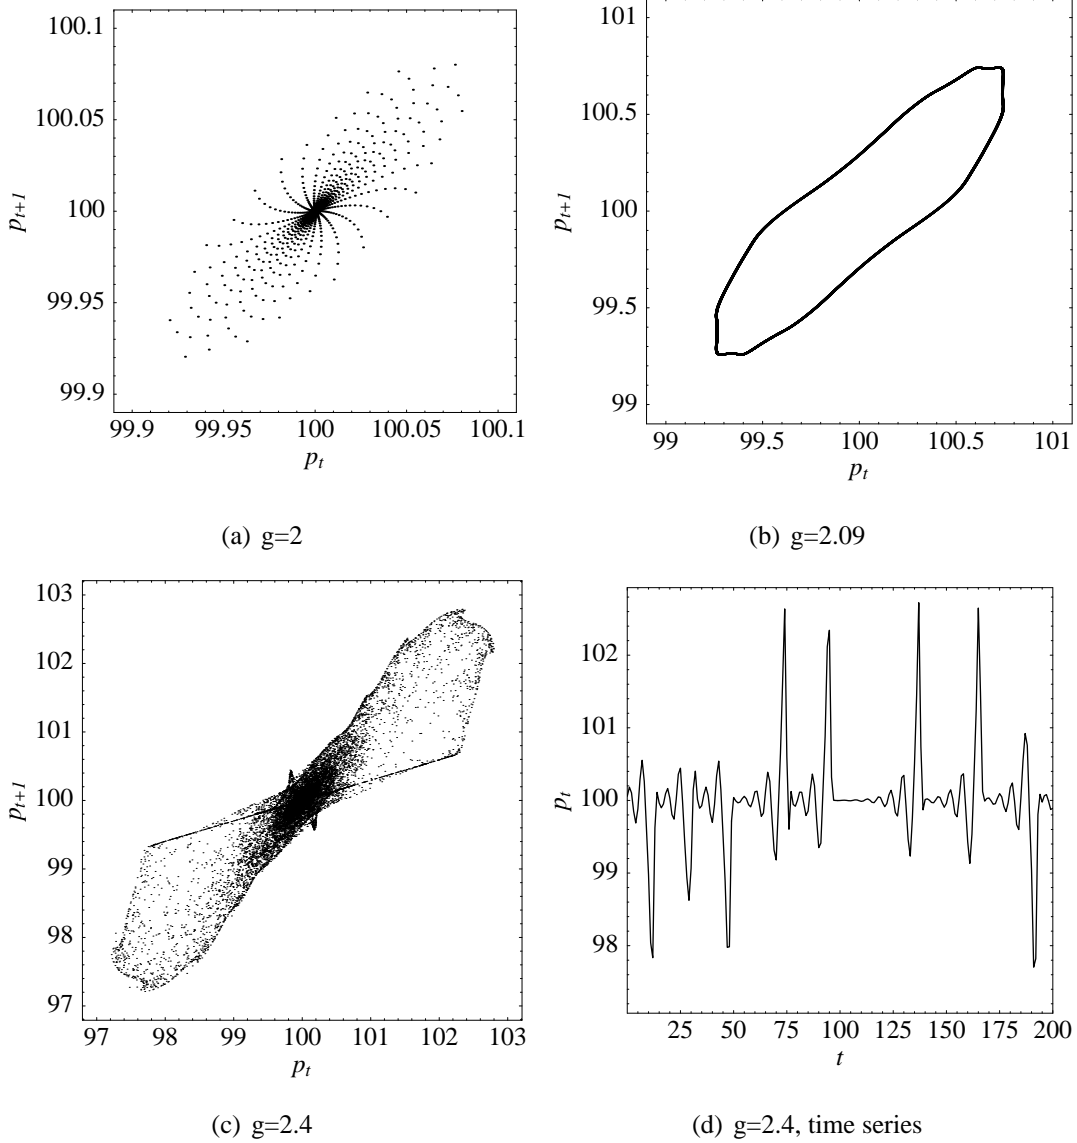 100.1
100.05
100
99.95
99.9
p_{t+1}
99.9 99.95 100 100.05 100.1
p_t
(a) g=2
101
100.5
100
99.5
99
p_{t+1}
99 99.5 100 100.5 101
p_t
(b) g=2.09
103
102
101
100
99
98
97
p_{t+1}
97 98 99 100 101 102 103
p_t
(c) g=2.4
102
101
100
99
98
p_t
25 50 75 100 125 150 175 200
t
(d) g=2.4, time series